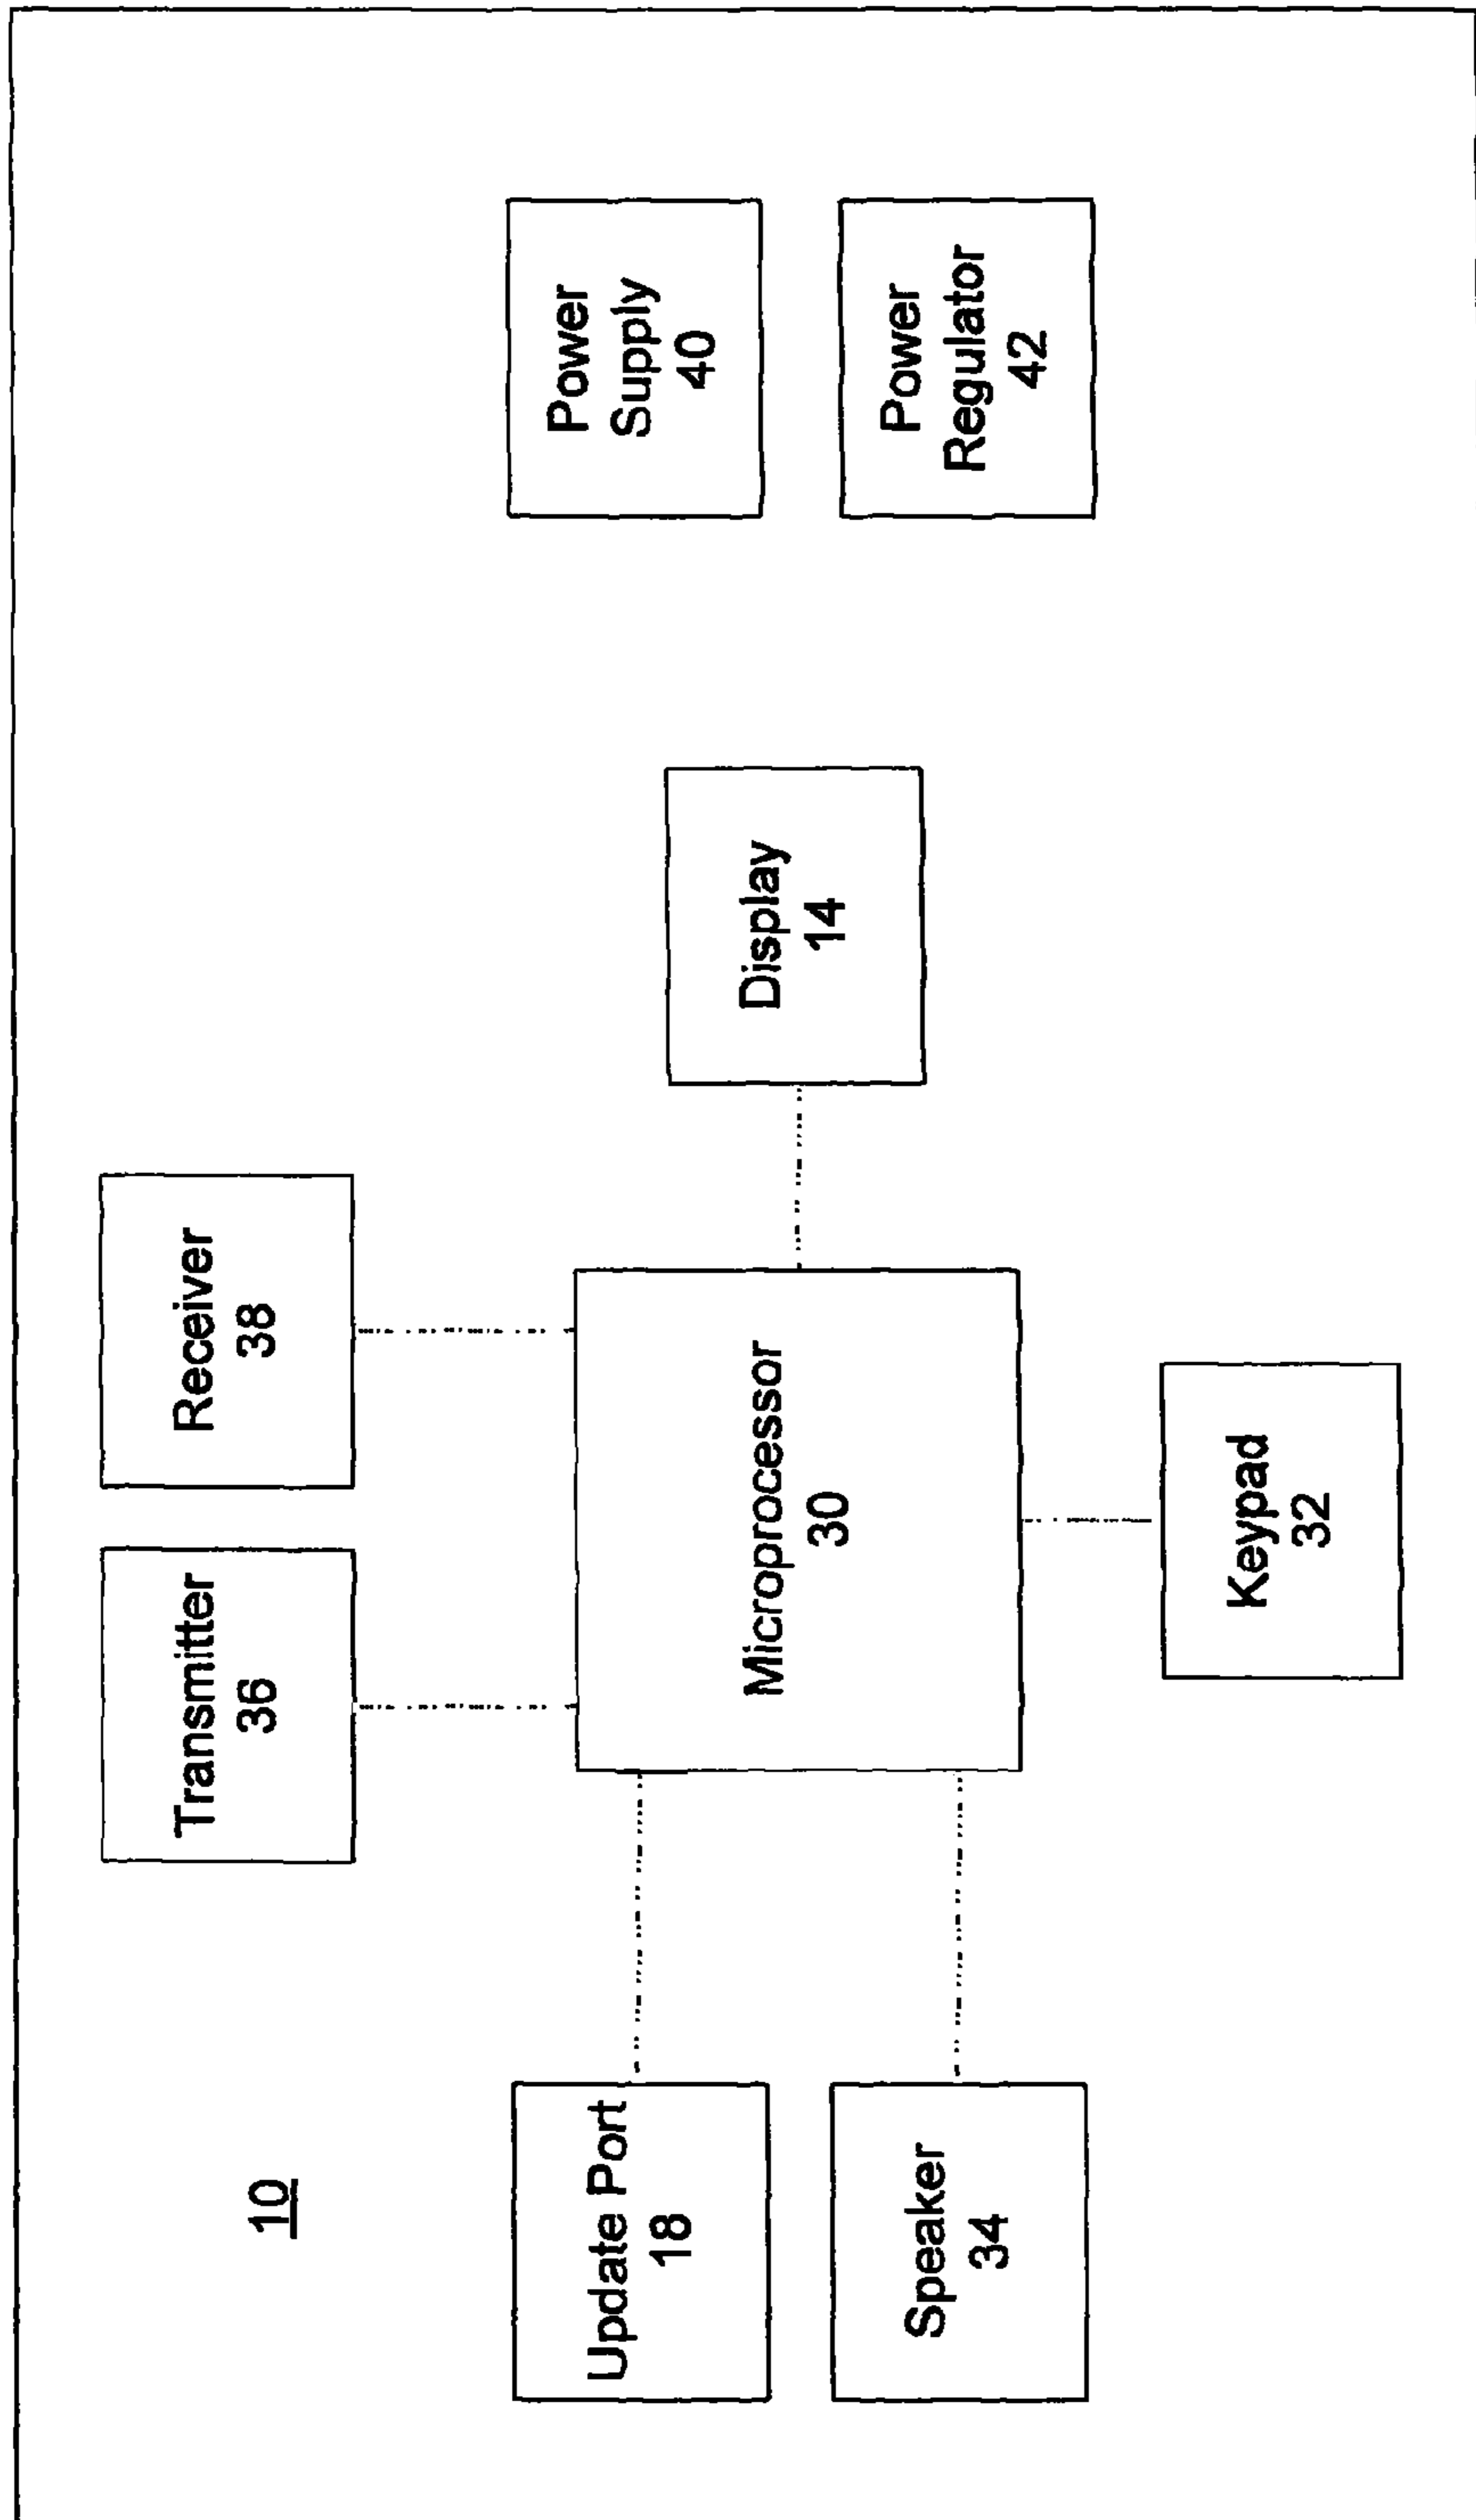 10
Transmitter
36
Receiver
38
Update Port
18
Speaker
34
Microprocessor
30
Display
14
Power
Supply
40
Power
Regulator
42
Keypad
32